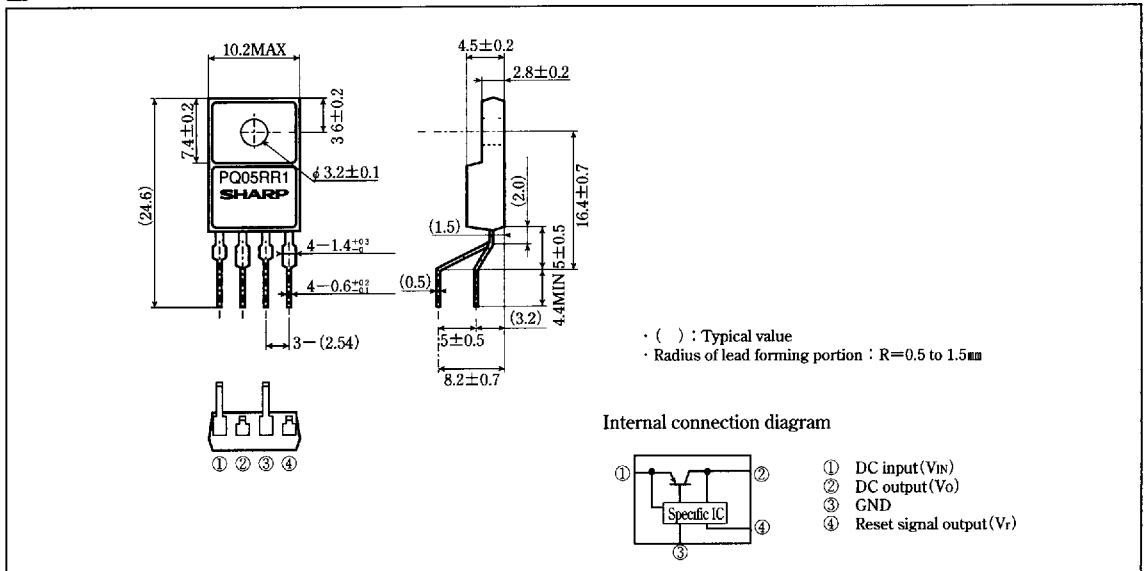 10.2MAX
4.5±0.2
2.8±0.2
7.4±0.2
3 6±0.2
(24.6)
PQ05RR1
SHARP
ϕ3.2±0.1
(2.0)
16.4±0.7
(1.5)
4−1.4 +0.3 −0
4−0.6 +0.2 −0.1
(0.5)
5±0.5
4.4MIN
3−(2.54)
(3.2)
5±0.5
8.2±0.7
· ( ) : Typical value
· Radius of lead forming portion : R=0.5 to 1.5㎜
① ② ③ ④
Internal connection diagram
①
②
Specific IC
④
③
① DC input(VIN)
② DC output(Vo)
③ GND
④ Reset signal output(Vr)